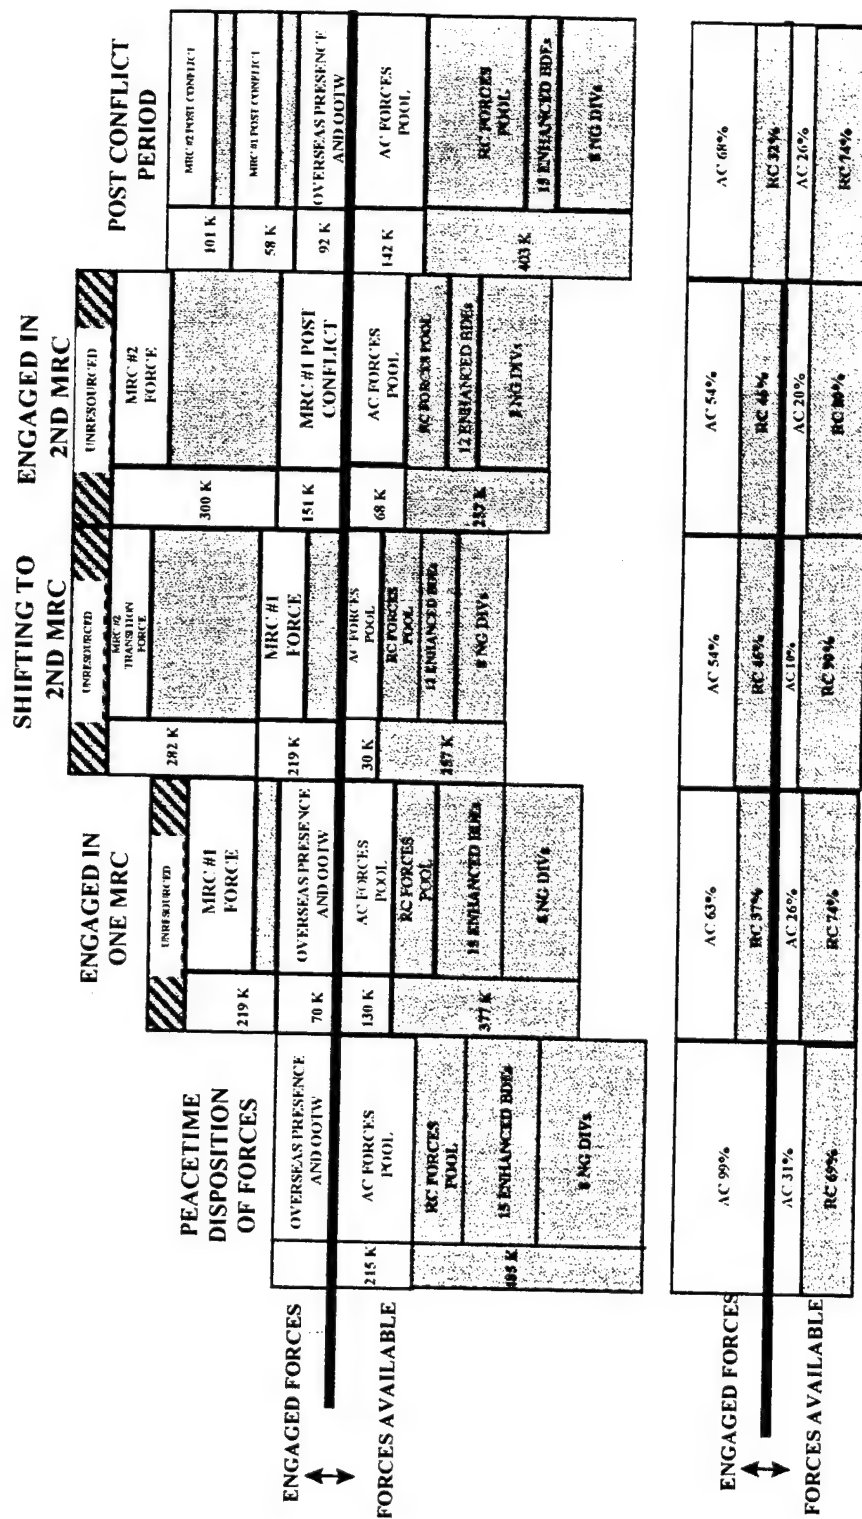 PEACETIME
DISPOSITION
OF FORCES
OVERSEAS PRESENCE
AND OOTW
215 K
AC FORCES
POOL
485 K
RC FORCES
POOL
15 ENHANCED BDEs
8 NG DIVs
ENGAGED IN
ONE MRC
UNRESOURCED
219 K
MRC #1
FORCE
70 K
OVERSEAS PRESENCE
AND OOTW
130 K
AC FORCES
POOL
377 K
RC FORCES
POOL
15 ENHANCED BDEs
8 NG DIVs
SHIFTING TO
2ND MRC
UNRESOURCED
282 K
MRC #2
TRANSITION
FORCE
219 K
MRC #1
FORCE
30 K
AC FORCES
POOL
257 K
RC FORCES
POOL
12 ENHANCED BDEs
8 NG DIVs
ENGAGED IN
2ND MRC
UNRESOURCED
300 K
MRC #2
FORCE
151 K
MRC #1 POST
CONFLICT
68 K
AC FORCES
POOL
257 K
RC FORCES POOL
12 ENHANCED BDEs
8 NG DIVs
POST CONFLICT
PERIOD
101 K
MRC #2 POST CONFLICT
58 K
MRC #1 POST CONFLICT
92 K
OVERSEAS PRESENCE
AND OOTW
142 K
AC FORCES
POOL
403 K
RC FORCES
POOL
15 ENHANCED BDEs
8 NG DIVs
ENGAGED FORCES
FORCES AVAILABLE
AC 99%
AC 31%
RC 69%
AC 63%
RC 37%
AC 26%
RC 74%
AC 54%
RC 46%
AC 10%
RC 90%
AC 54%
RC 46%
AC 20%
RC 80%
AC 68%
RC 32%
AC 26%
RC 74%
ENGAGED FORCES
FORCES AVAILABLE